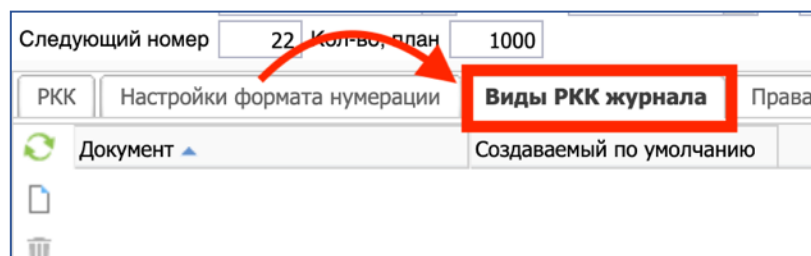 Следующий номер 22 Кол-во, план 1000
РКК Настройки формата нумерации Виды РКК журнала Права
Документ Создаваемый по умолчанию